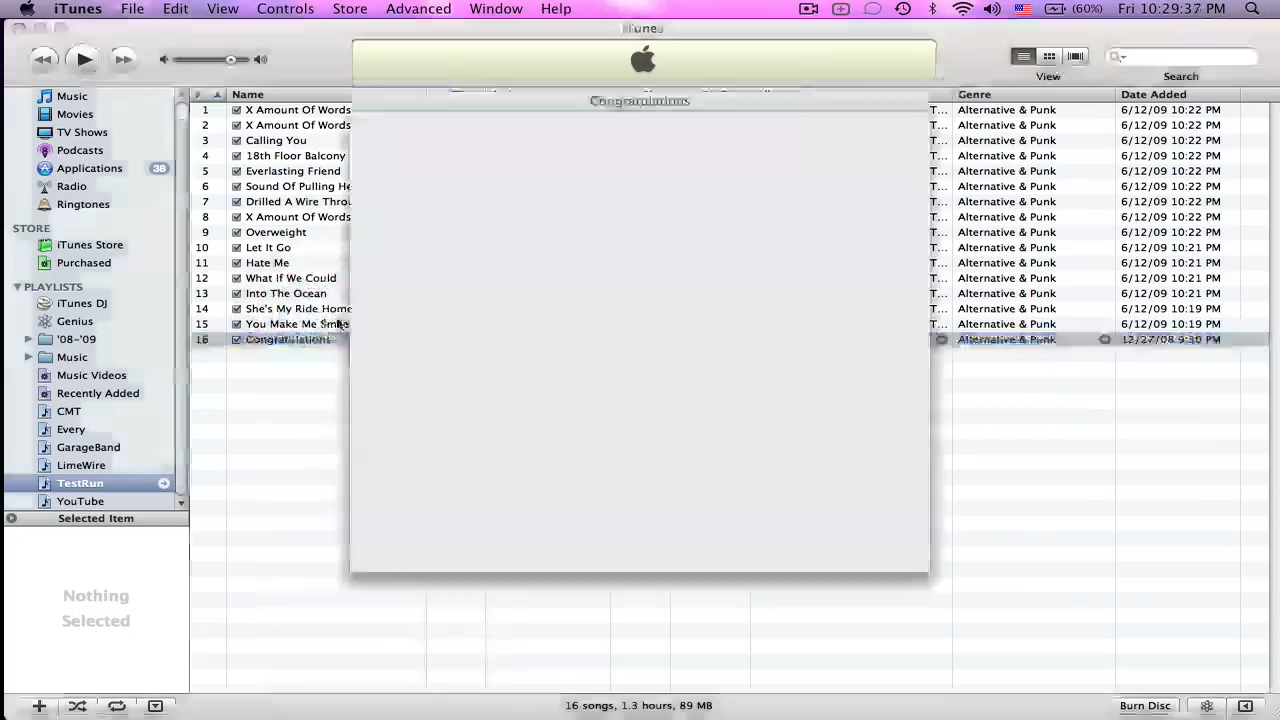 iTunes File Edit View Controls Store Advanced Window Help (60%) Fri 10:29:37 PM
iTunes
View Search
Music
Movies
TV Shows
Podcasts
Applications 38
Radio
Ringtones
STORE
iTunes Store
Purchased
PLAYLISTS
iTunes DJ
Genius
'08-'09
Music
Music Videos
Recently Added
CMT
Every
GarageBand
LimeWire
TestRun
YouTube
Selected Item
Nothing
Selected
Name Genre Date Added
1 X Amount Of Words T... Alternative & Punk 6/12/09 10:22 PM
2 X Amount Of Words T... Alternative & Punk 6/12/09 10:22 PM
3 Calling You T... Alternative & Punk 6/12/09 10:22 PM
4 18th Floor Balcony T... Alternative & Punk 6/12/09 10:22 PM
5 Everlasting Friend T... Alternative & Punk 6/12/09 10:22 PM
6 Sound Of Pulling He T... Alternative & Punk 6/12/09 10:22 PM
7 Drilled A Wire Throu T... Alternative & Punk 6/12/09 10:22 PM
8 X Amount Of Words T... Alternative & Punk 6/12/09 10:22 PM
9 Overweight T... Alternative & Punk 6/12/09 10:22 PM
10 Let It Go T... Alternative & Punk 6/12/09 10:21 PM
11 Hate Me T... Alternative & Punk 6/12/09 10:21 PM
12 What If We Could T... Alternative & Punk 6/12/09 10:21 PM
13 Into The Ocean T... Alternative & Punk 6/12/09 10:21 PM
14 She's My Ride Home T... Alternative & Punk 6/12/09 10:19 PM
15 You Make Me Smile T... Alternative & Punk 6/12/09 10:19 PM
16 Congratulations Alternative & Punk 12/27/08 9:30 PM
Congratulations
16 songs, 1.3 hours, 89 MB
Burn Disc